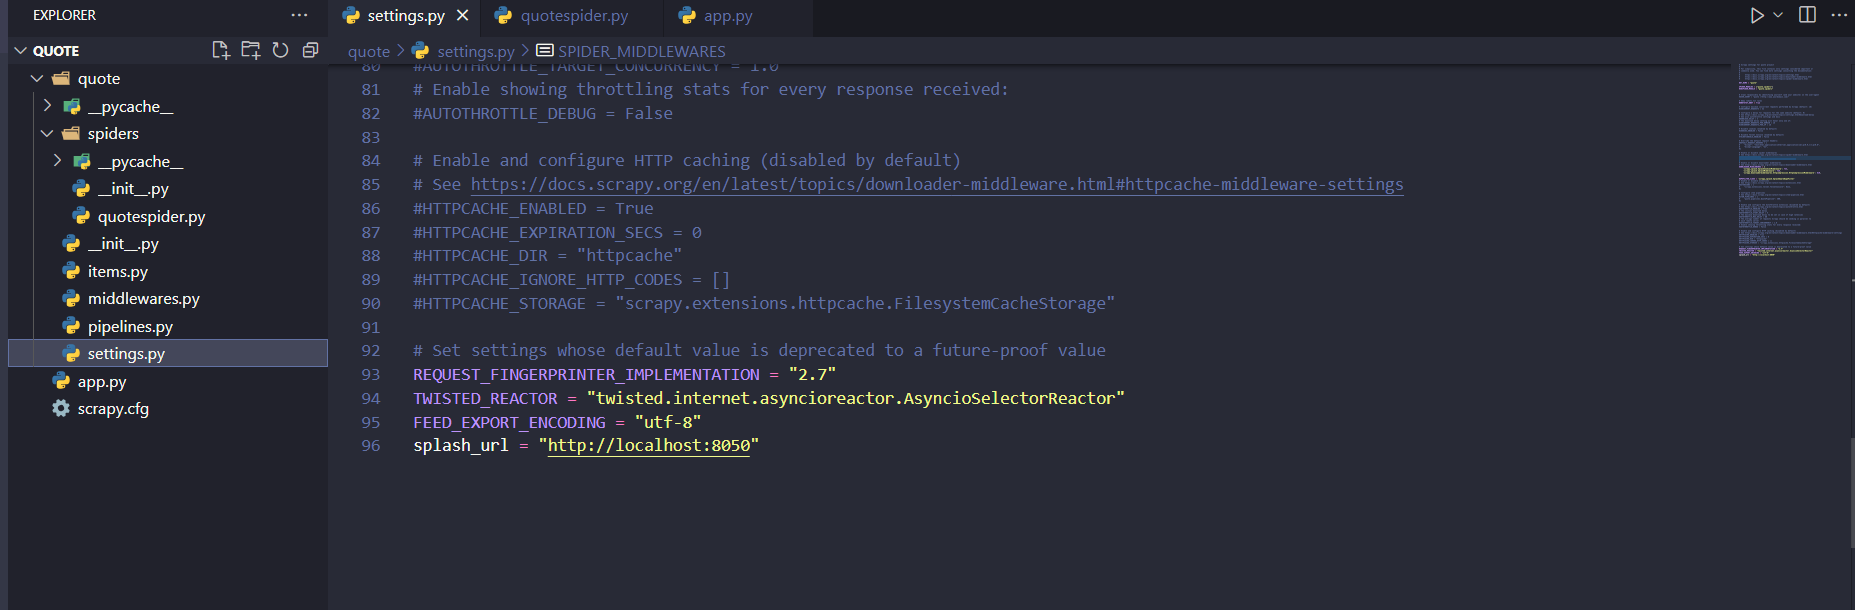 EXPLORER
settings.py
quotespider.py
app.py
QUOTE
quote > settings.py > SPIDER_MIDDLEWARES
quote
__pycache__
spiders
__pycache__
__init__.py
quotespider.py
__init__.py
items.py
middlewares.py
pipelines.py
settings.py
app.py
scrapy.cfg
80 #AUTOTHROTTLE_TARGET_CONCURRENCY = 1.0
81 # Enable showing throttling stats for every response received:
82 #AUTOTHROTTLE_DEBUG = False
83
84 # Enable and configure HTTP caching (disabled by default)
85 # See https://docs.scrapy.org/en/latest/topics/downloader-middleware.html#httpcache-middleware-settings
86 #HTTPCACHE_ENABLED = True
87 #HTTPCACHE_EXPIRATION_SECS = 0
88 #HTTPCACHE_DIR = "httpcache"
89 #HTTPCACHE_IGNORE_HTTP_CODES = []
90 #HTTPCACHE_STORAGE = "scrapy.extensions.httpcache.FilesystemCacheStorage"
91
92 # Set settings whose default value is deprecated to a future-proof value
93 REQUEST_FINGERPRINTER_IMPLEMENTATION = "2.7"
94 TWISTED_REACTOR = "twisted.internet.asyncioreactor.AsyncioSelectorReactor"
95 FEED_EXPORT_ENCODING = "utf-8"
96 splash_url = "http://localhost:8050"